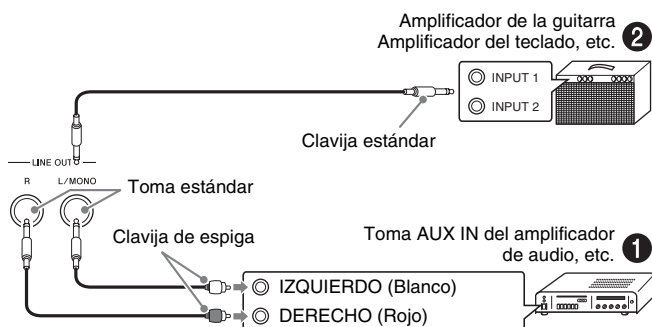 Amplificador de la guitarra
Amplificador del teclado, etc.
2
INPUT 1
INPUT 2
Clavija estándar
LINE OUT
R
L/MONO
Toma estándar
Clavija de espiga
Toma AUX IN del amplificador
de audio, etc.
1
IZQUIERDO (Blanco)
DERECHO (Rojo)